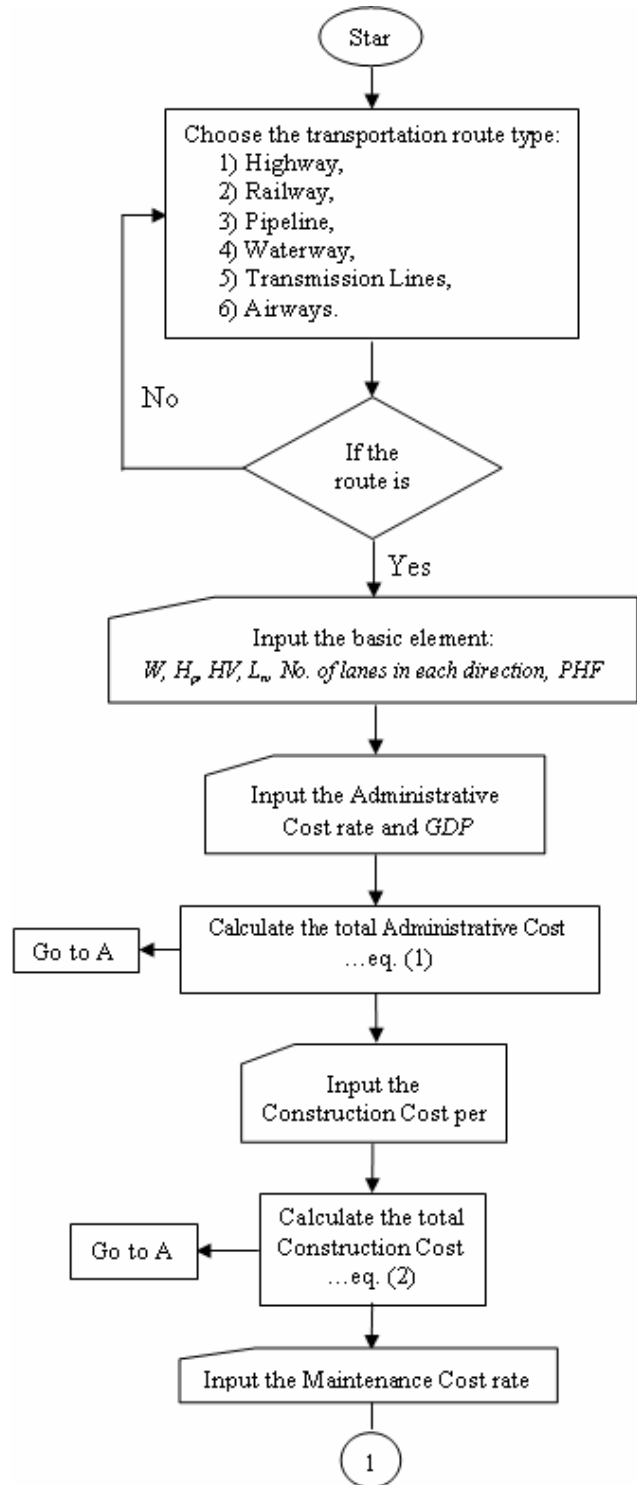 Star
Choose the transportation route type:
1) Highway,
2) Railway,
3) Pipeline,
4) Waterway,
5) Transmission Lines,
6) Airways.
No
If the
route is
Yes
Input the basic element:
W, H, HV, L, No. of lanes in each direction, PHF
Input the Administrative
Cost rate and GDP
Calculate the total Administrative Cost
…eq. (1)
Go to A
Input the
Construction Cost per
Calculate the total
Construction Cost
…eq. (2)
Go to A
Input the Maintenance Cost rate
1